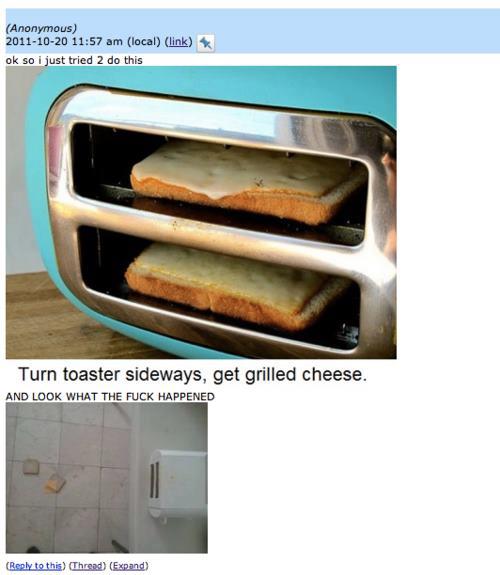 (Anonymous)
2011-10-20 11:57 am (local) (link)
ok so i just tried 2 do this
Turn toaster sideways, get grilled cheese.
AND LOOK WHAT THE FUCK HAPPENED
(Reply to this) (Thread) (Expand)